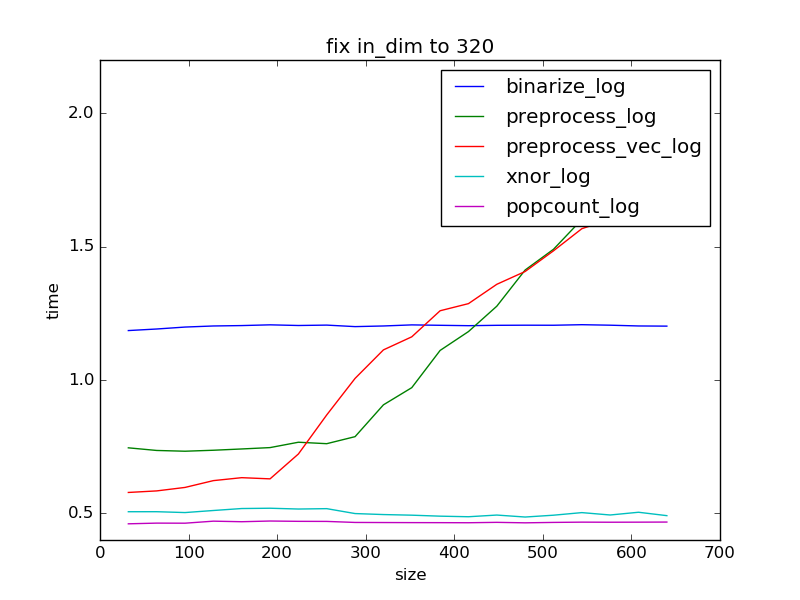 fix in_dim to 320
binarize_log
preprocess_log
preprocess_vec_log
xnor_log
popcount_log
2.0
1.5
1.0
0.5
time
0 100 200 300 400 500 600 700
size